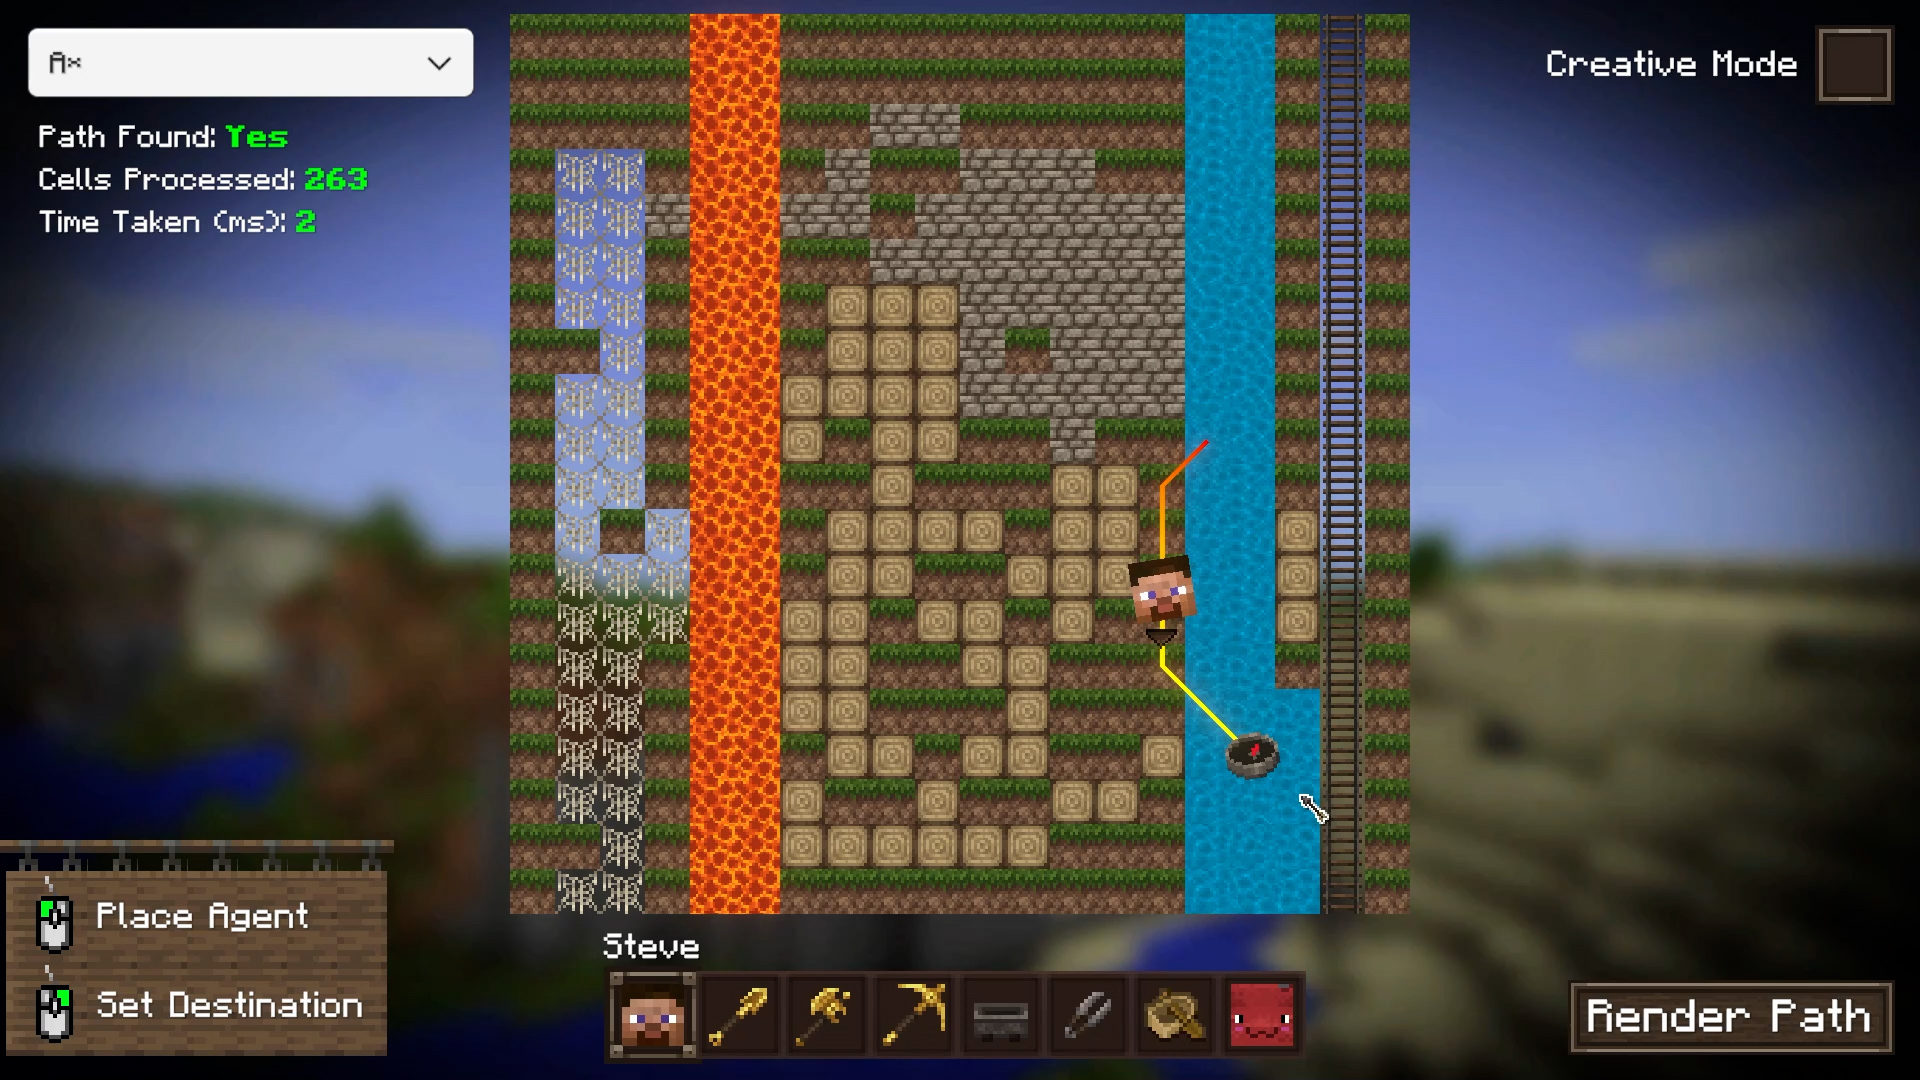 A*
Creative Mode
Path Found: Yes
Cells Processed: 263
Time Taken (ms): 2
Place Agent
Set Destination
Steve
Render Path